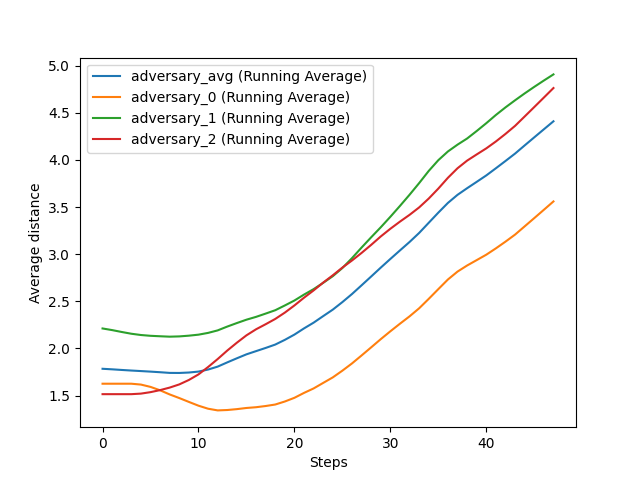 adversary_avg (Running Average)
adversary_0 (Running Average)
adversary_1 (Running Average)
adversary_2 (Running Average)
Average distance
5.0
4.5
4.0
3.5
3.0
2.5
2.0
1.5
0 10 20 30 40
Steps